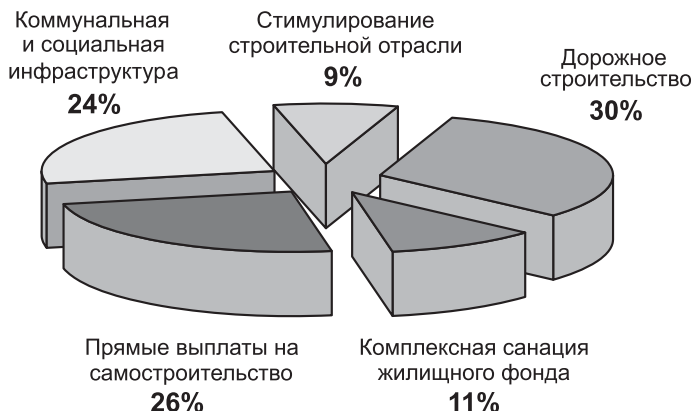 Коммунальная
и социальная
инфраструктура
24%
Стимулирование
строительной отрасли
9%
Дорожное
строительство
30%
Прямые выплаты на
самостроительство
26%
Комплексная санация
жилищного фонда
11%